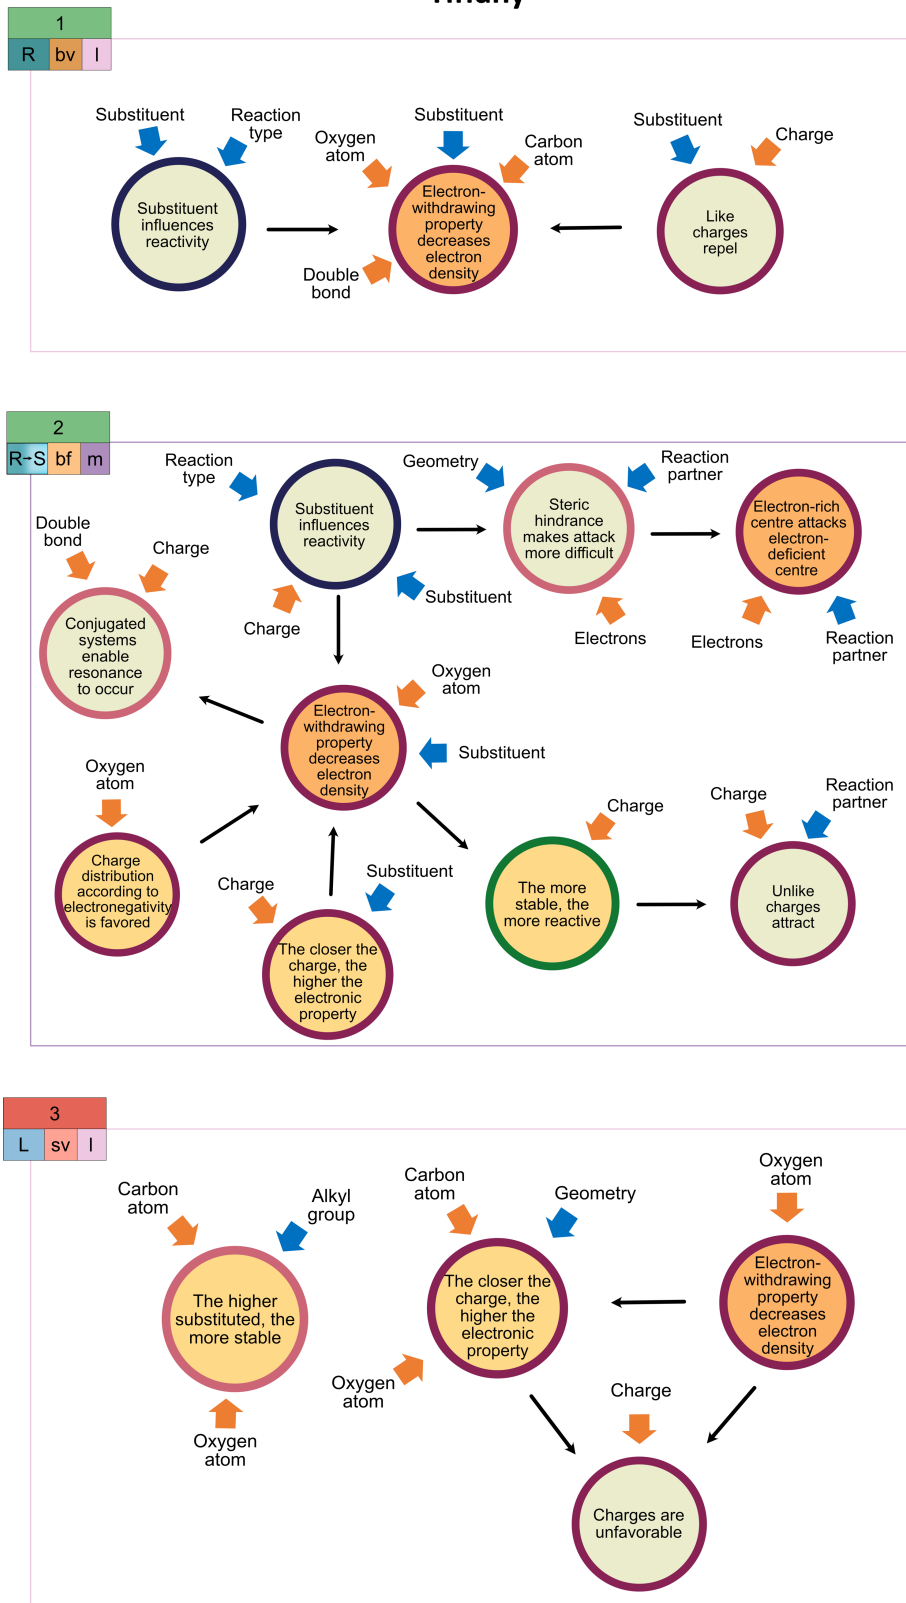 Tiffany
1
R bv l
Substituent
Reaction
type
Substituent
influences
reactivity
Oxygen
atom
Substituent
Carbon
atom
Electron-
withdrawing
property
decreases
electron
density
Double
bond
Substituent
Charge
Like
charges
repel
2
R→S bf m
Reaction
type
Substituent
influences
reactivity
Charge
Substituent
Geometry
Reaction
partner
Steric
hindrance
makes attack
more difficult
Electrons
Electron-rich
centre attacks
electron-
deficient
centre
Electrons
Reaction
partner
Double
bond
Charge
Conjugated
systems
enable
resonance
to occur
Oxygen
atom
Electron-
withdrawing
property
decreases
electron
density
Substituent
Oxygen
atom
Charge
distribution
according to
electronegativity
is favored
Charge
Substituent
The closer the
charge, the
higher the
electronic
property
Charge
The more
stable, the
more reactive
Charge
Reaction
partner
Unlike
charges
attract
3
L sv l
Carbon
atom
Alkyl
group
The higher
substituted, the
more stable
Oxygen
atom
Carbon
atom
Geometry
The closer the
charge, the
higher the
electronic
property
Oxygen
atom
Oxygen
atom
Electron-
withdrawing
property
decreases
electron
density
Charge
Charges are
unfavorable